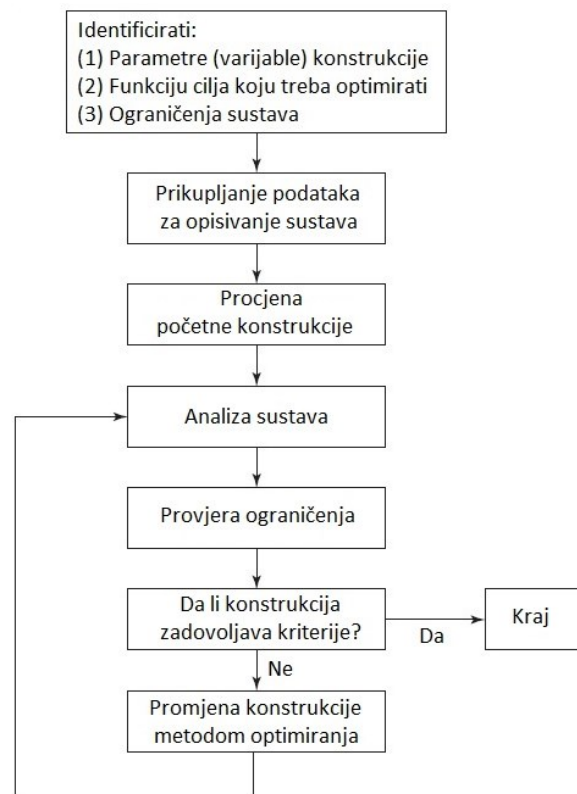 Identificirati:
(1) Parametre (varijable) konstrukcije
(2) Funkciju cilja koju treba optimirati
(3) Ograničenja sustava
Prikupljanje podataka
za opisivanje sustava
Procjena
početne konstrukcije
Analiza sustava
Provjera ograničenja
Da li konstrukcija
zadovoljava kriterije?
Da
Kraj
Ne
Promjena konstrukcije
metodom optimiranja